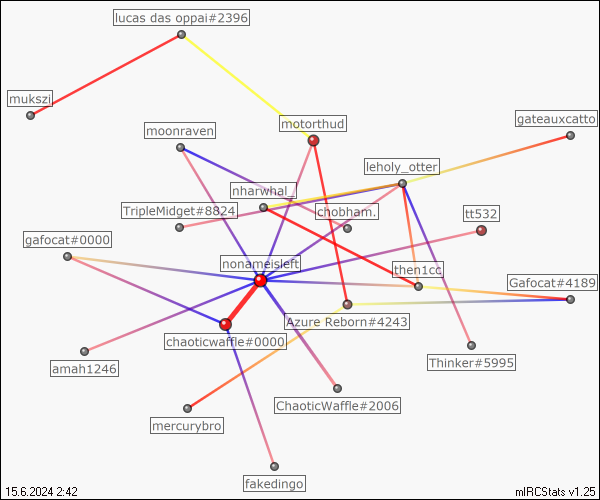 lucas das oppai#2396
mukszi
gateauxcatto
motorthud
moonraven
leholy_otter
nharwhal_/
TripleMidget#8824
chobham.
tt532
gafocat#0000
nonameisleft
then1cc
Gafocat#4189
Azure Reborn#4243
chaoticwaffle#0000
Thinker#5995
amah1246
ChaoticWaffle#2006
mercurybro
fakedingo
15.6.2024 2:42
mIRCStats v1.25